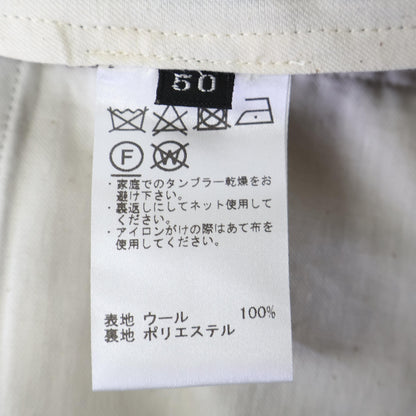 50
F W
・家庭でのタンブラー乾燥をお
避け下さい。
・裏返しにしてネット使用して
ください。
・アイロンがけの際はあて布を
使用してください。
表地 ウール 100%
裏地 ポリエステル